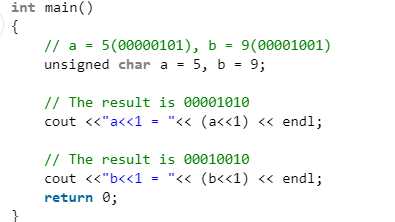 int main()
{
    // a = 5(00000101), b = 9(00001001)
    unsigned char a = 5, b = 9;
    // The result is 00001010
    cout <<"a<<1 = "<< (a<<1) << endl;
    // The result is 00010010
    cout <<"b<<1 = "<< (b<<1) << endl;
    return 0;
}